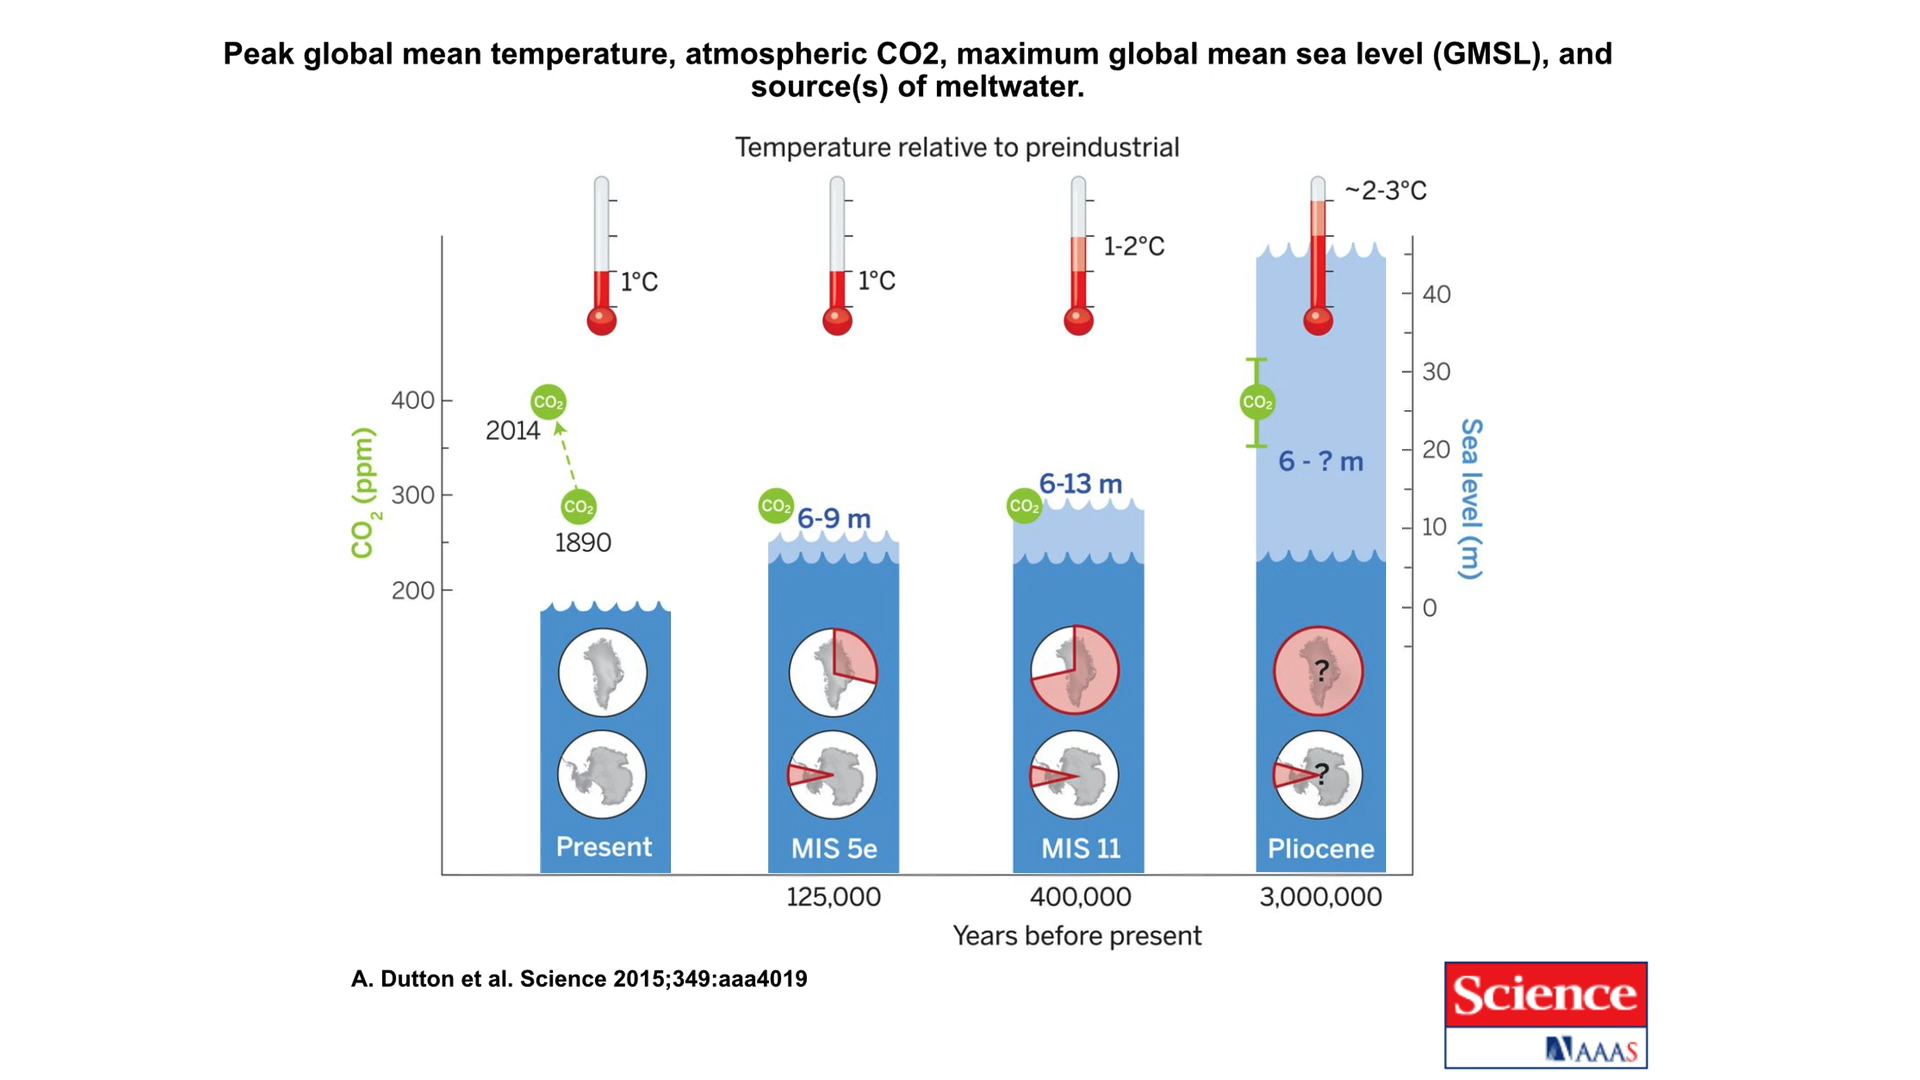 Peak global mean temperature, atmospheric CO2, maximum global mean sea level (GMSL), and
source(s) of meltwater.
Temperature relative to preindustrial
1°C
1°C
1-2°C
~2-3°C
CO₂ (ppm)
400
300
200
CO₂
2014
CO₂
1890
CO₂
6-9 m
CO₂
6-13 m
CO₂
6 - ? m
40
30
20
10
0
Sea level (m)
?
?
Present
MIS 5e
MIS 11
Pliocene
125,000
400,000
3,000,000
Years before present
A. Dutton et al. Science 2015;349:aaa4019
Science
AAAS